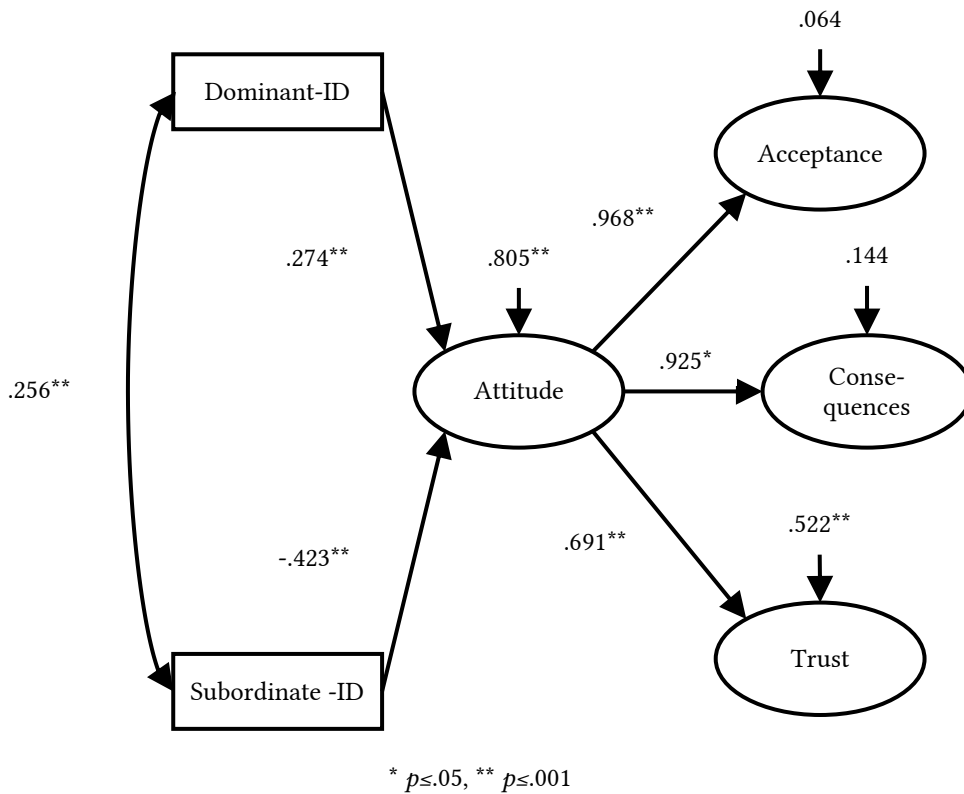 .064
Dominant-ID
Acceptance
.968**
.274**
.805**
.144
.256**
Attitude
.925*
Conse-
quences
-.423**
.691**
.522**
Subordinate -ID
Trust
* p≤.05, ** p≤.001